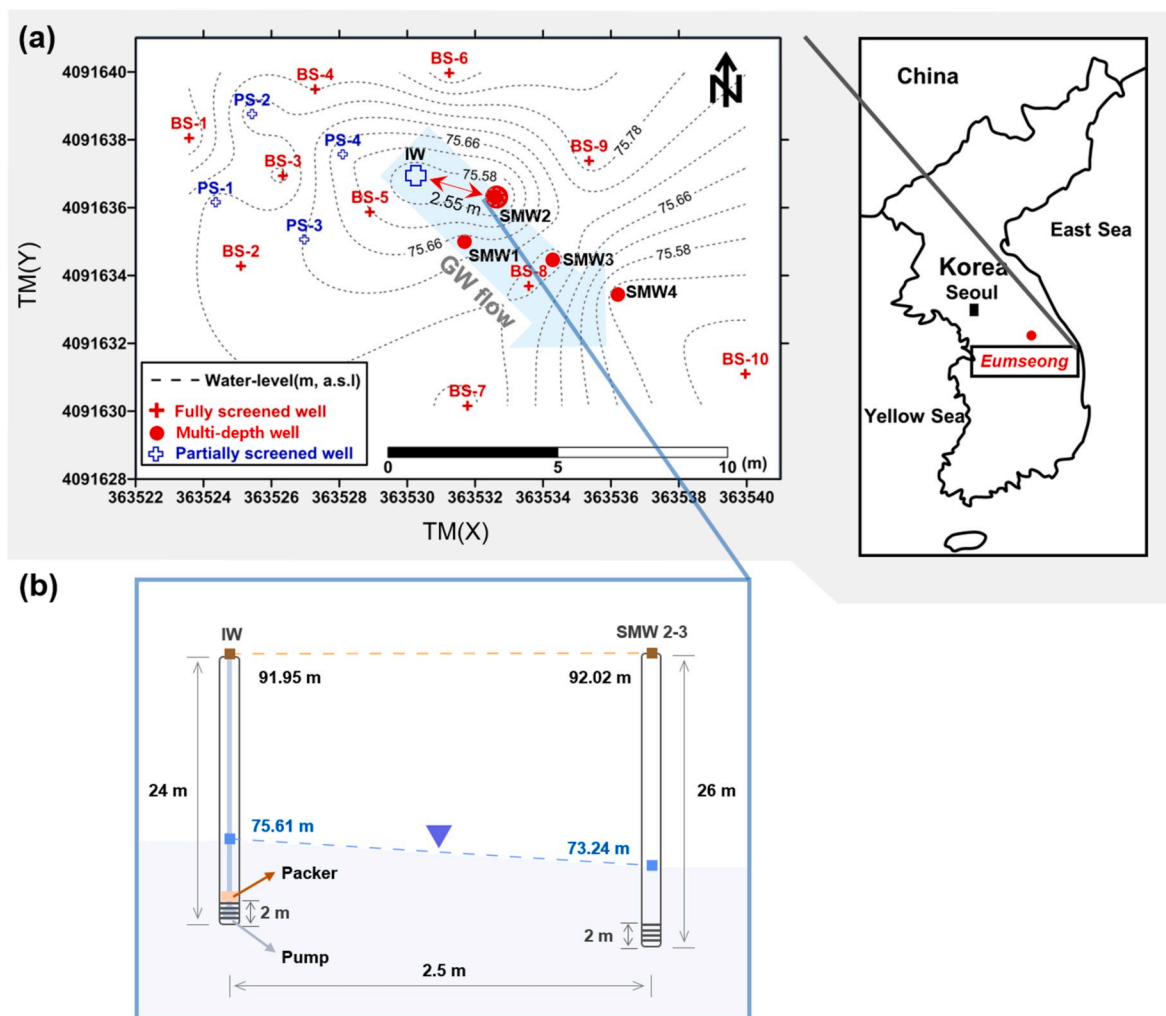 (a)
4091640
4091638
4091636
4091634
4091632
4091630
4091628
TM(Y)
363522
363524
363526
363528
363530
363532
363534
363536
363538
363540
TM(X)
BS-1
BS-4
BS-6
PS-2
BS-3
PS-4
IW
75.66
75.58
BS-9
75.78
PS-1
BS-5
2.55 m
SMW2
75.66
PS-3
BS-2
75.66
SMW1
SMW3
75.58
BS-8
SMW4
GW flow
BS-10
BS-7
N
Water-level(m, a.s.l)
Fully screened well
Multi-depth well
Partially screened well
0
5
10 (m)
China
East Sea
Korea
Seoul
Eumseong
Yellow Sea
(b)
IW
SMW 2-3
91.95 m
92.02 m
24 m
26 m
75.61 m
73.24 m
Packer
2 m
2 m
Pump
2.5 m